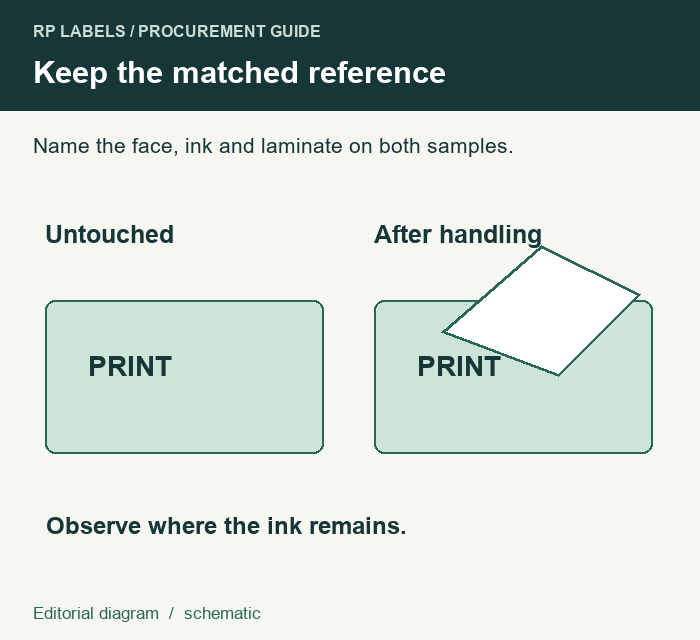 RP LABELS / PROCUREMENT GUIDE
Keep the matched reference
Name the face, ink and laminate on both samples.
Untouched
After handling
PRINT
PRINT
Observe where the ink remains.
Editorial diagram / schematic